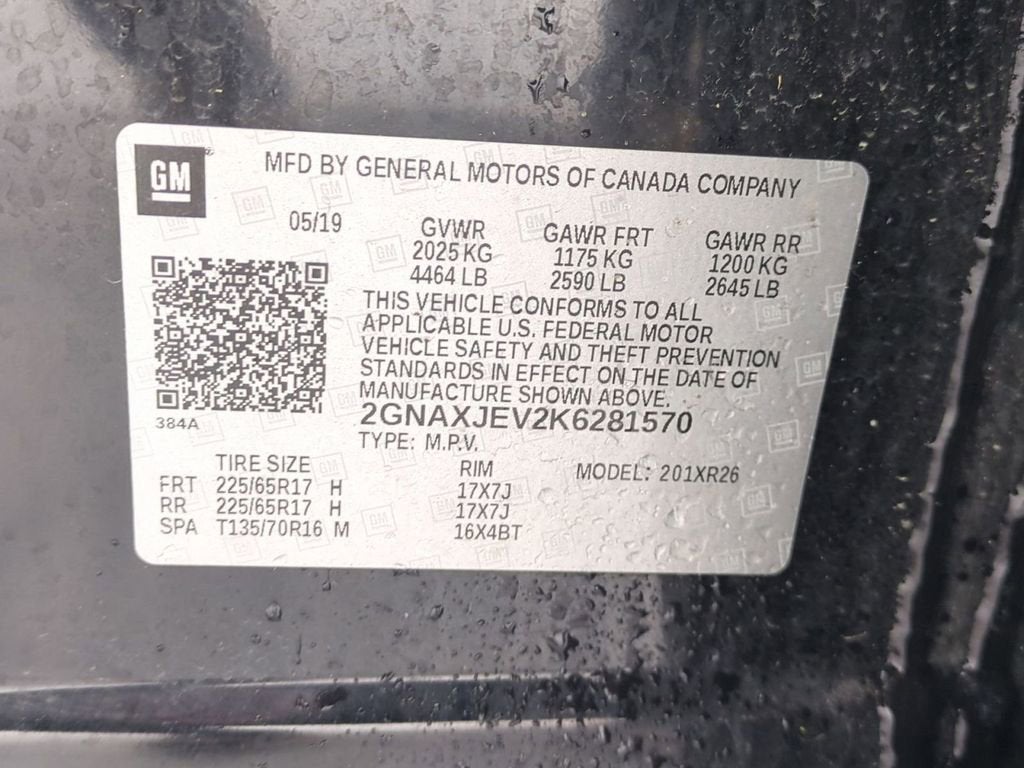 GM
MFD BY GENERAL MOTORS OF CANADA COMPANY
05/19
GVWR
2025 KG
4464 LB
GAWR FRT
1175 KG
2590 LB
GAWR RR
1200 KG
2645 LB
THIS VEHICLE CONFORMS TO ALL
APPLICABLE U.S. FEDERAL MOTOR
VEHICLE SAFETY AND THEFT PREVENTION
STANDARDS IN EFFECT ON THE DATE OF
MANUFACTURE SHOWN ABOVE.
384A
2GNAXJEV2K6281570
TYPE: M.P.V.
TIRE SIZE RIM MODEL: 201XR26
FRT 225/65R17 H 17X7J
RR 225/65R17 H 17X7J
SPA T135/70R16 M 16X4BT